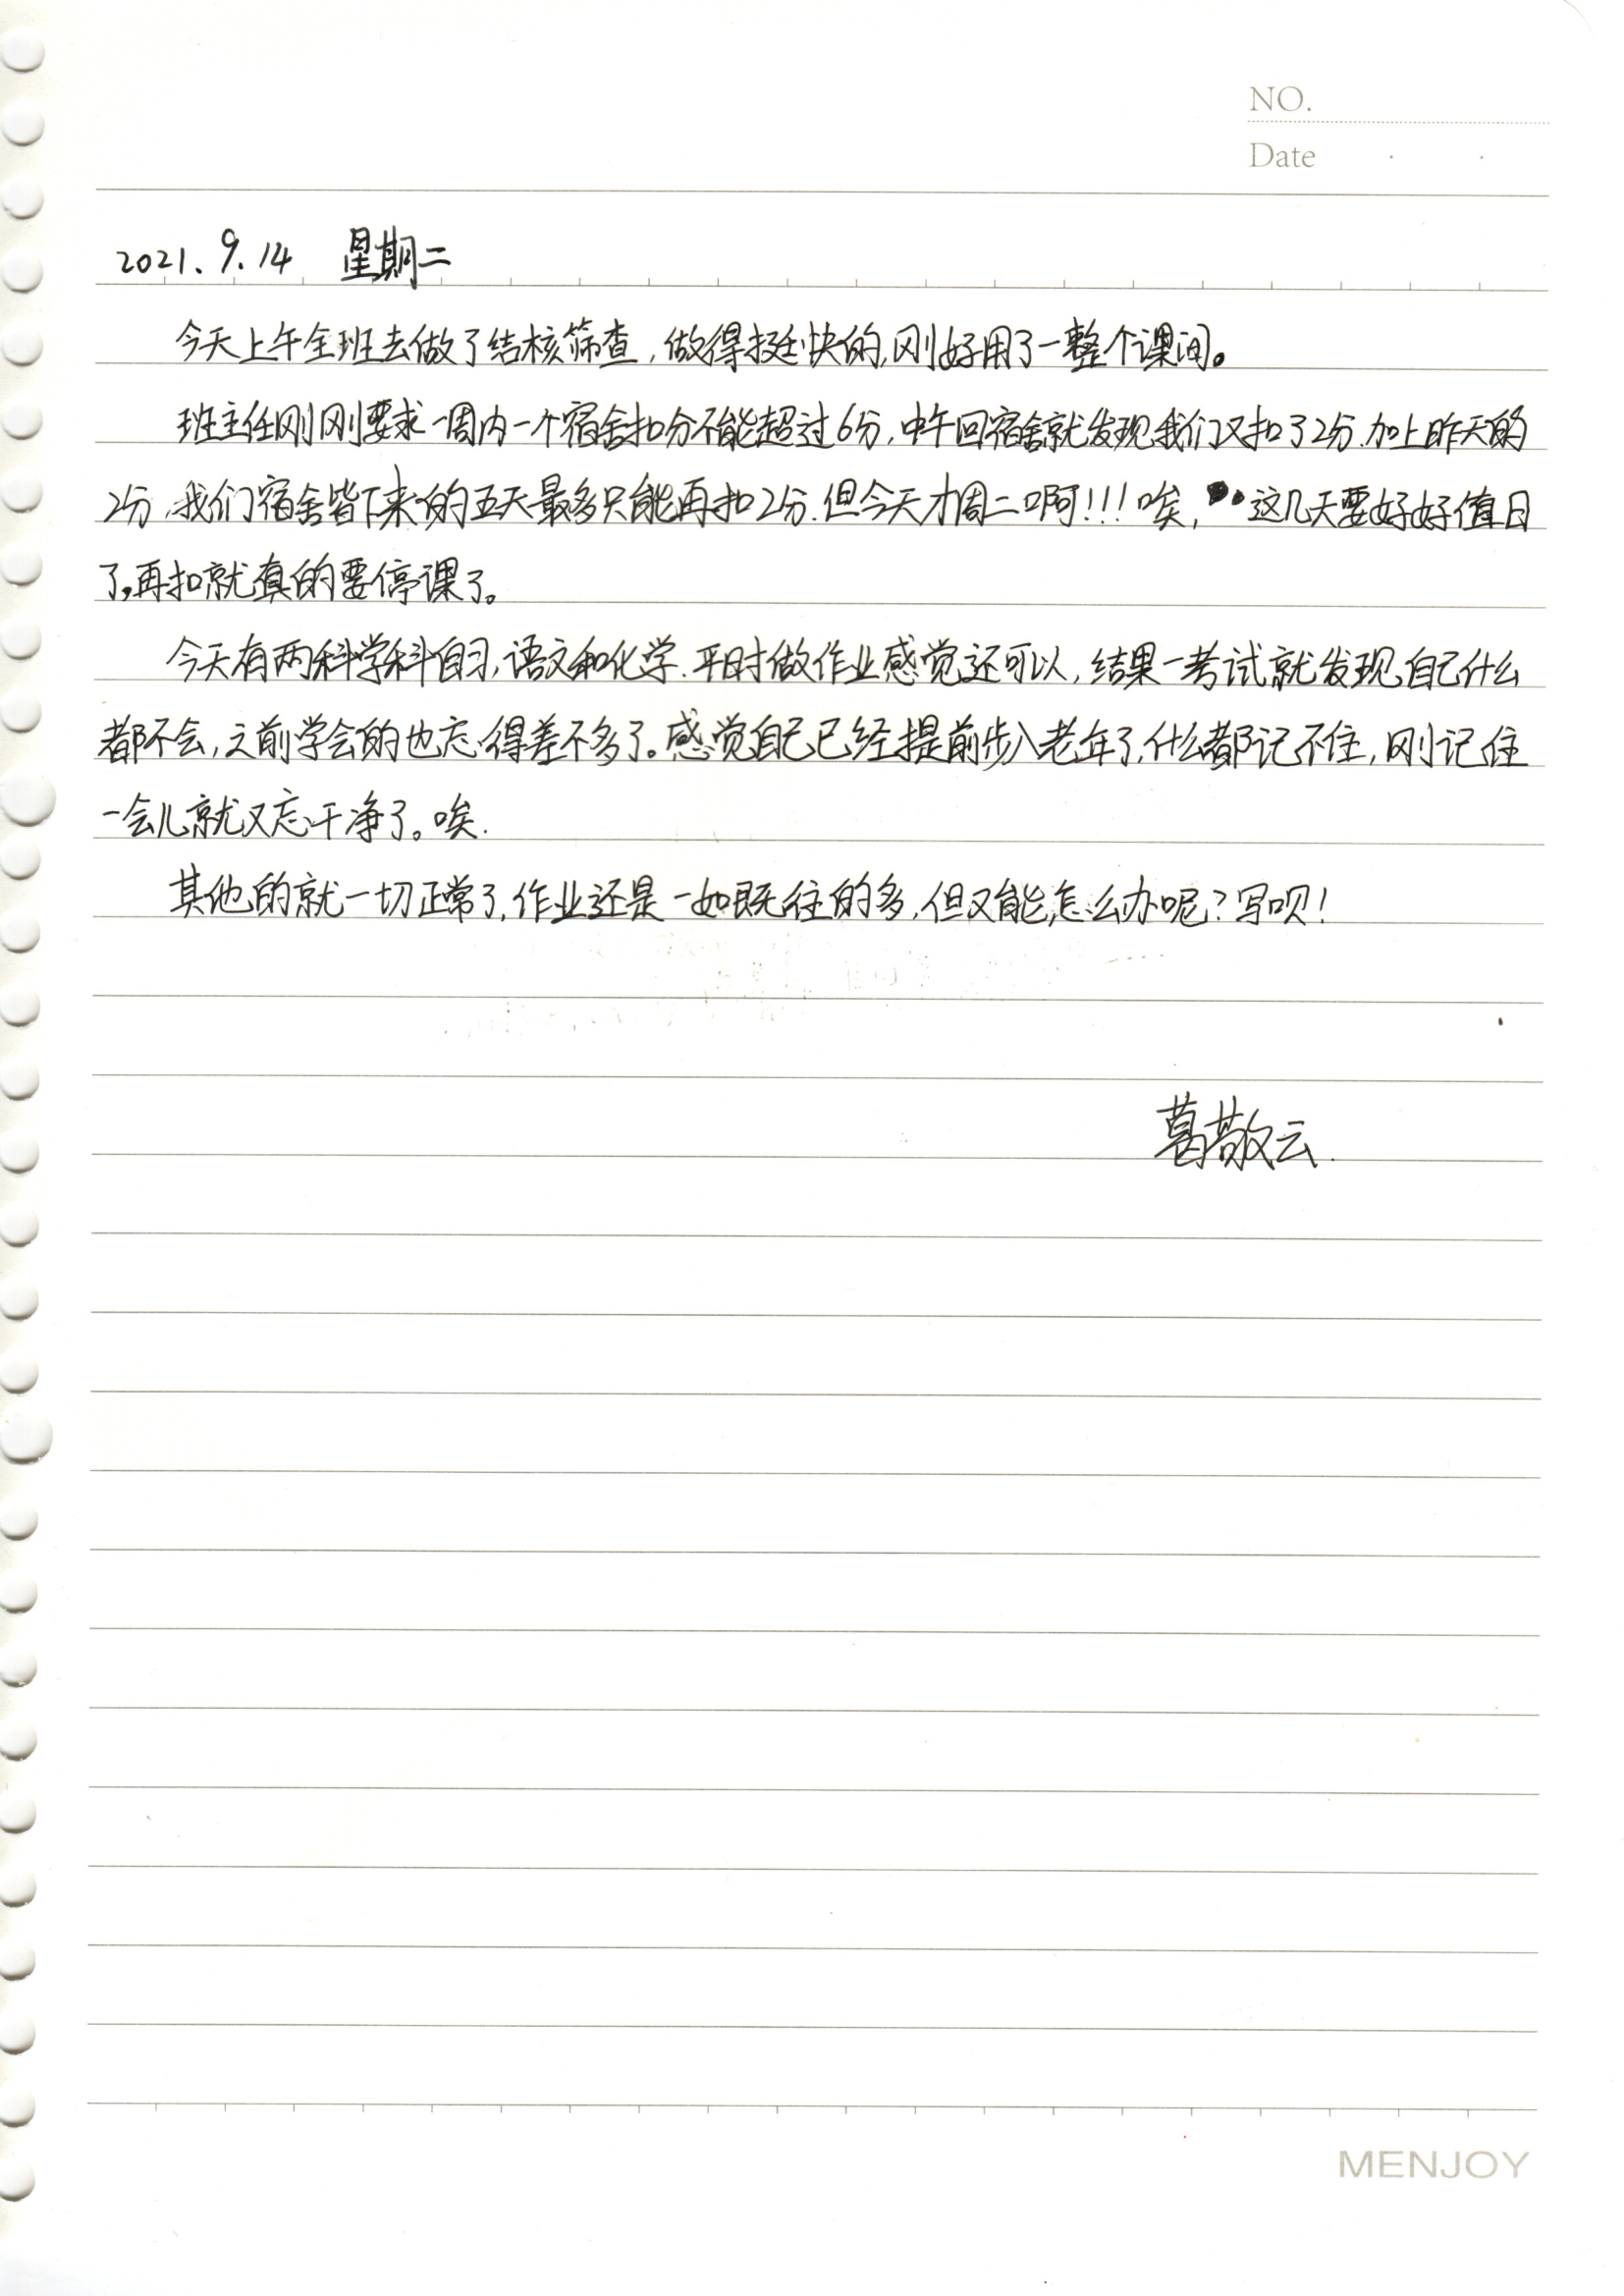 NO.
Date
2021.9.14 星期二
今天上午全班去做了结核筛查,做得挺快的,刚好用了一整个课间。
班主任刚刚要求一周内一个宿舍扣分不能超过6分,中午回宿舍就发现我们又扣了2分.加上昨天的
2分,我们宿舍皆下来的五天最多只能再扣2分.但今天才周二啊!!!唉,这几天要好好值日
了,再扣就真的要停课了。
今天有两科学科自习,语文和化学.平时做作业感觉还可以,结果一考试就发现自己什么
都不会,之前学会的也忘得差不多了。感觉自己已经提前步入老年了,什么都记不住,刚记住
一会儿就又忘干净了。唉.
其他的就一切正常了,作业还是一如既往的多,但又能怎么办呢?写呗!
葛敬云.
MENJOY